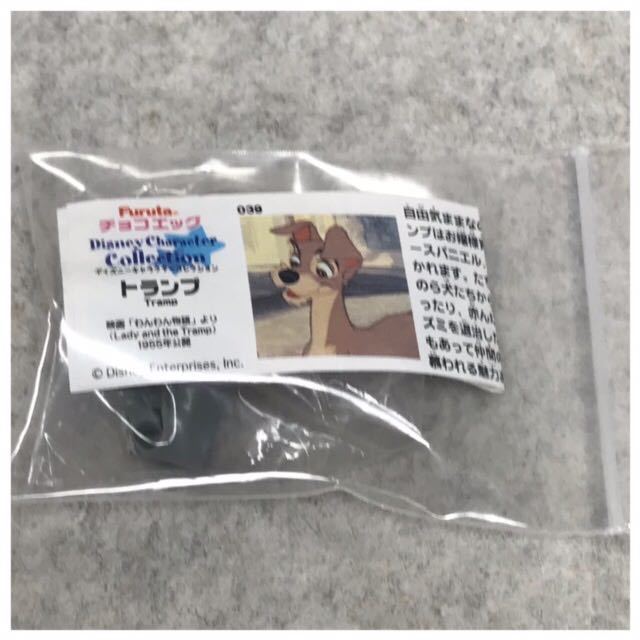 Furuta
チョコエッグ
Disney Character
Collection
ディズニーキャラクターコレクション
トランプ
Tramp
映画「わんわん物語」より
(Lady and the Tramp)
1955年公開
© Disney Enterprises, Inc.
039
自由気ままな
ンプはお嬢様
ースパニエル
かれます。
のら犬たちか
ったり、赤ん
ズミを退治し
もあって仲間
慕われる魅力